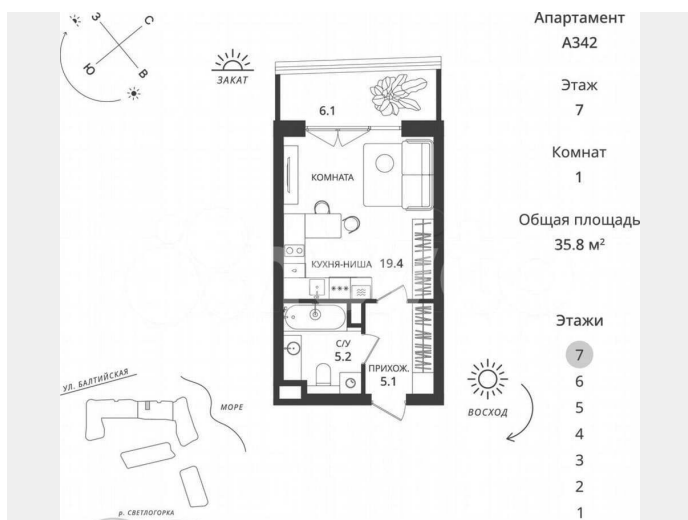 Апартамент
А342
Этаж
7
Комнат
1
Общая площадь
35.8 м²
Этажи
7
6
5
4
3
2
1
З
С
Ю
В
ЗАКАТ
6.1
КОМНАТА
КУХНЯ-НИША 19.4
С/У
5.2
ПРИХОЖ.
5.1
ВОСХОД
УЛ. БАЛТИЙСКАЯ
МОРЕ
р. СВЕТЛОГОРКА